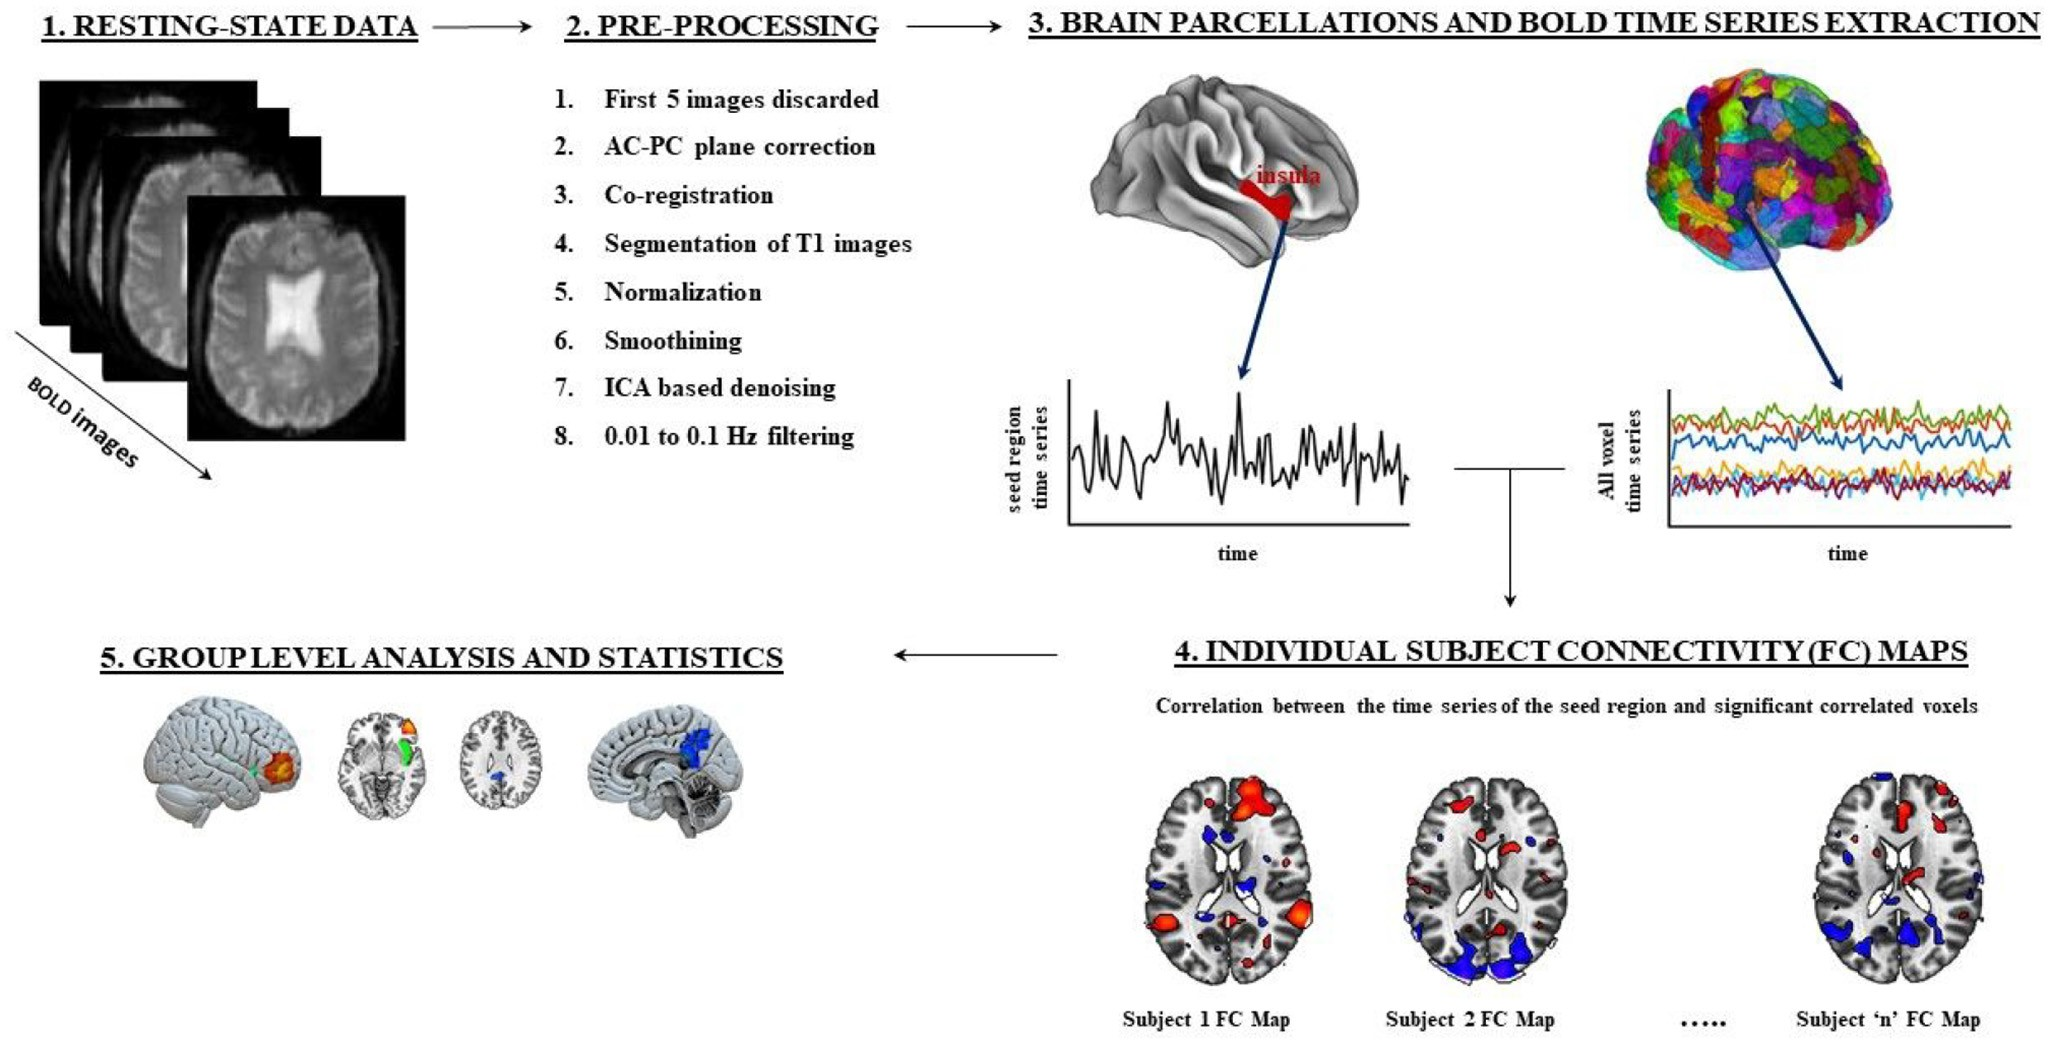 1. RESTING-STATE DATA
2. PRE-PROCESSING
3. BRAIN PARCELLATIONS AND BOLD TIME SERIES EXTRACTION
BOLD images
1. First 5 images discarded
2. AC-PC plane correction
3. Co-registration
4. Segmentation of T1 images
5. Normalization
6. Smoothining
7. ICA based denoising
8. 0.01 to 0.1 Hz filtering
insula
seed region
time series
time
All voxel
time series
time
4. INDIVIDUAL SUBJECT CONNECTIVITY (FC) MAPS
Correlation between the time series of the seed region and significant correlated voxels
Subject 1 FC Map
Subject 2 FC Map
…..
Subject ‘n’ FC Map
5. GROUP LEVEL ANALYSIS AND STATISTICS